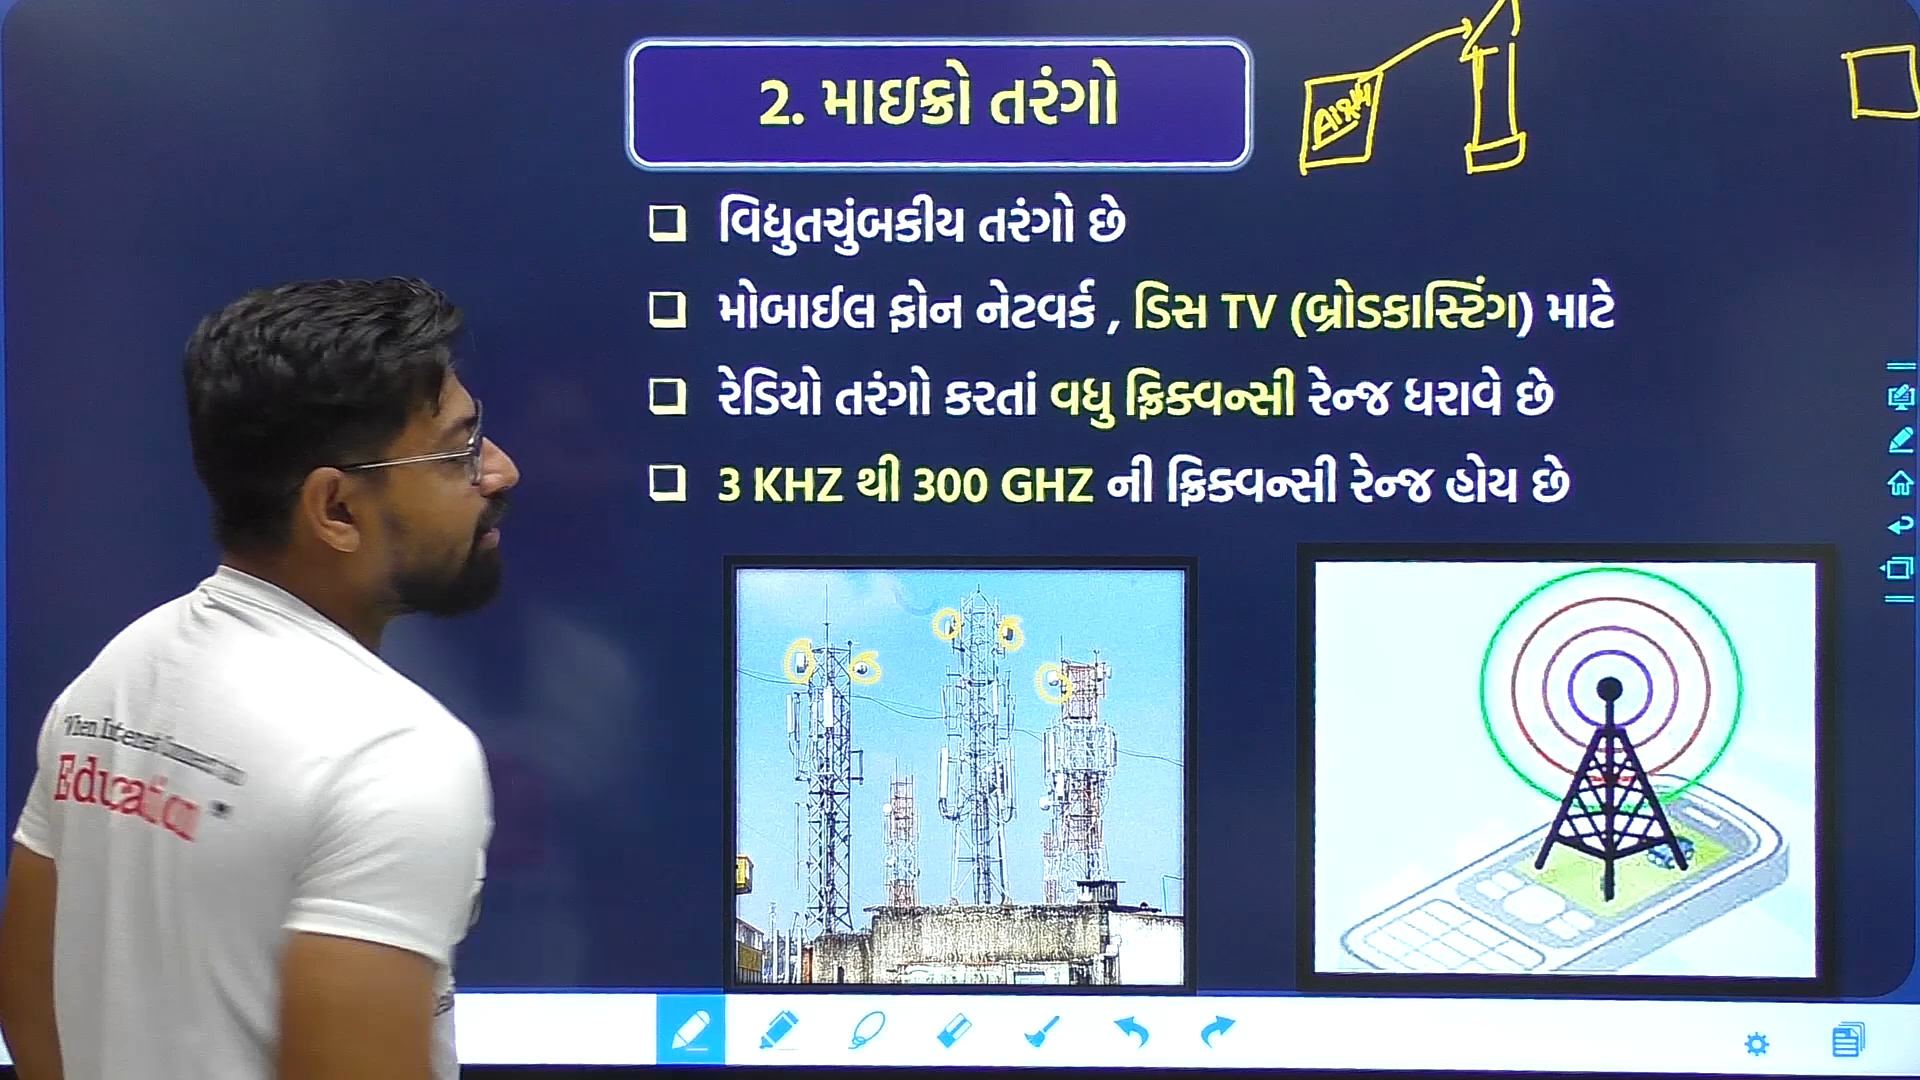 2. માઇક્રો તરંગો
વિદ્યુતચુંબકીય તરંગો છે
મોબાઈલ ફોન નેટવર્ક , ડિસ TV (બ્રોડકાસ્ટિંગ) માટે
રેડિયો તરંગો કરતાં વધુ ફ્રિક્વન્સી રેન્જ ધરાવે છે
3 KHZ થી 300 GHZ ની ફ્રિક્વન્સી રેન્જ હોય છે
Education